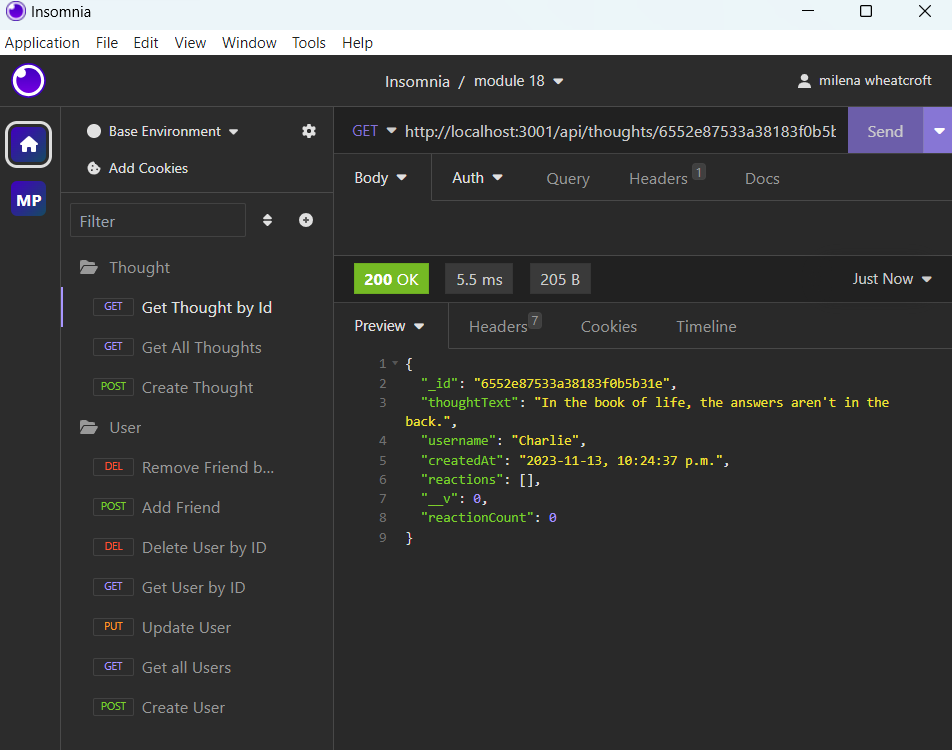 Insomnia
Application File Edit View Window Tools Help
Insomnia / module 18
milena wheatcroft
MP
Base Environment
Add Cookies
Filter
Thought
GET Get Thought by Id
GET Get All Thoughts
POST Create Thought
User
DEL Remove Friend b...
POST Add Friend
DEL Delete User by ID
GET Get User by ID
PUT Update User
GET Get all Users
POST Create User
GET http://localhost:3001/api/thoughts/6552e87533a38183f0b5b Send
Body Auth Query Headers 1 Docs
200 OK 5.5 ms 205 B Just Now
Preview Headers 7 Cookies Timeline
1 {
2 "_id": "6552e87533a38183f0b5b31e",
3 "thoughtText": "In the book of life, the answers aren't in the
back.",
4 "username": "Charlie",
5 "createdAt": "2023-11-13, 10:24:37 p.m.",
6 "reactions": [],
7 "__v": 0,
8 "reactionCount": 0
9 }